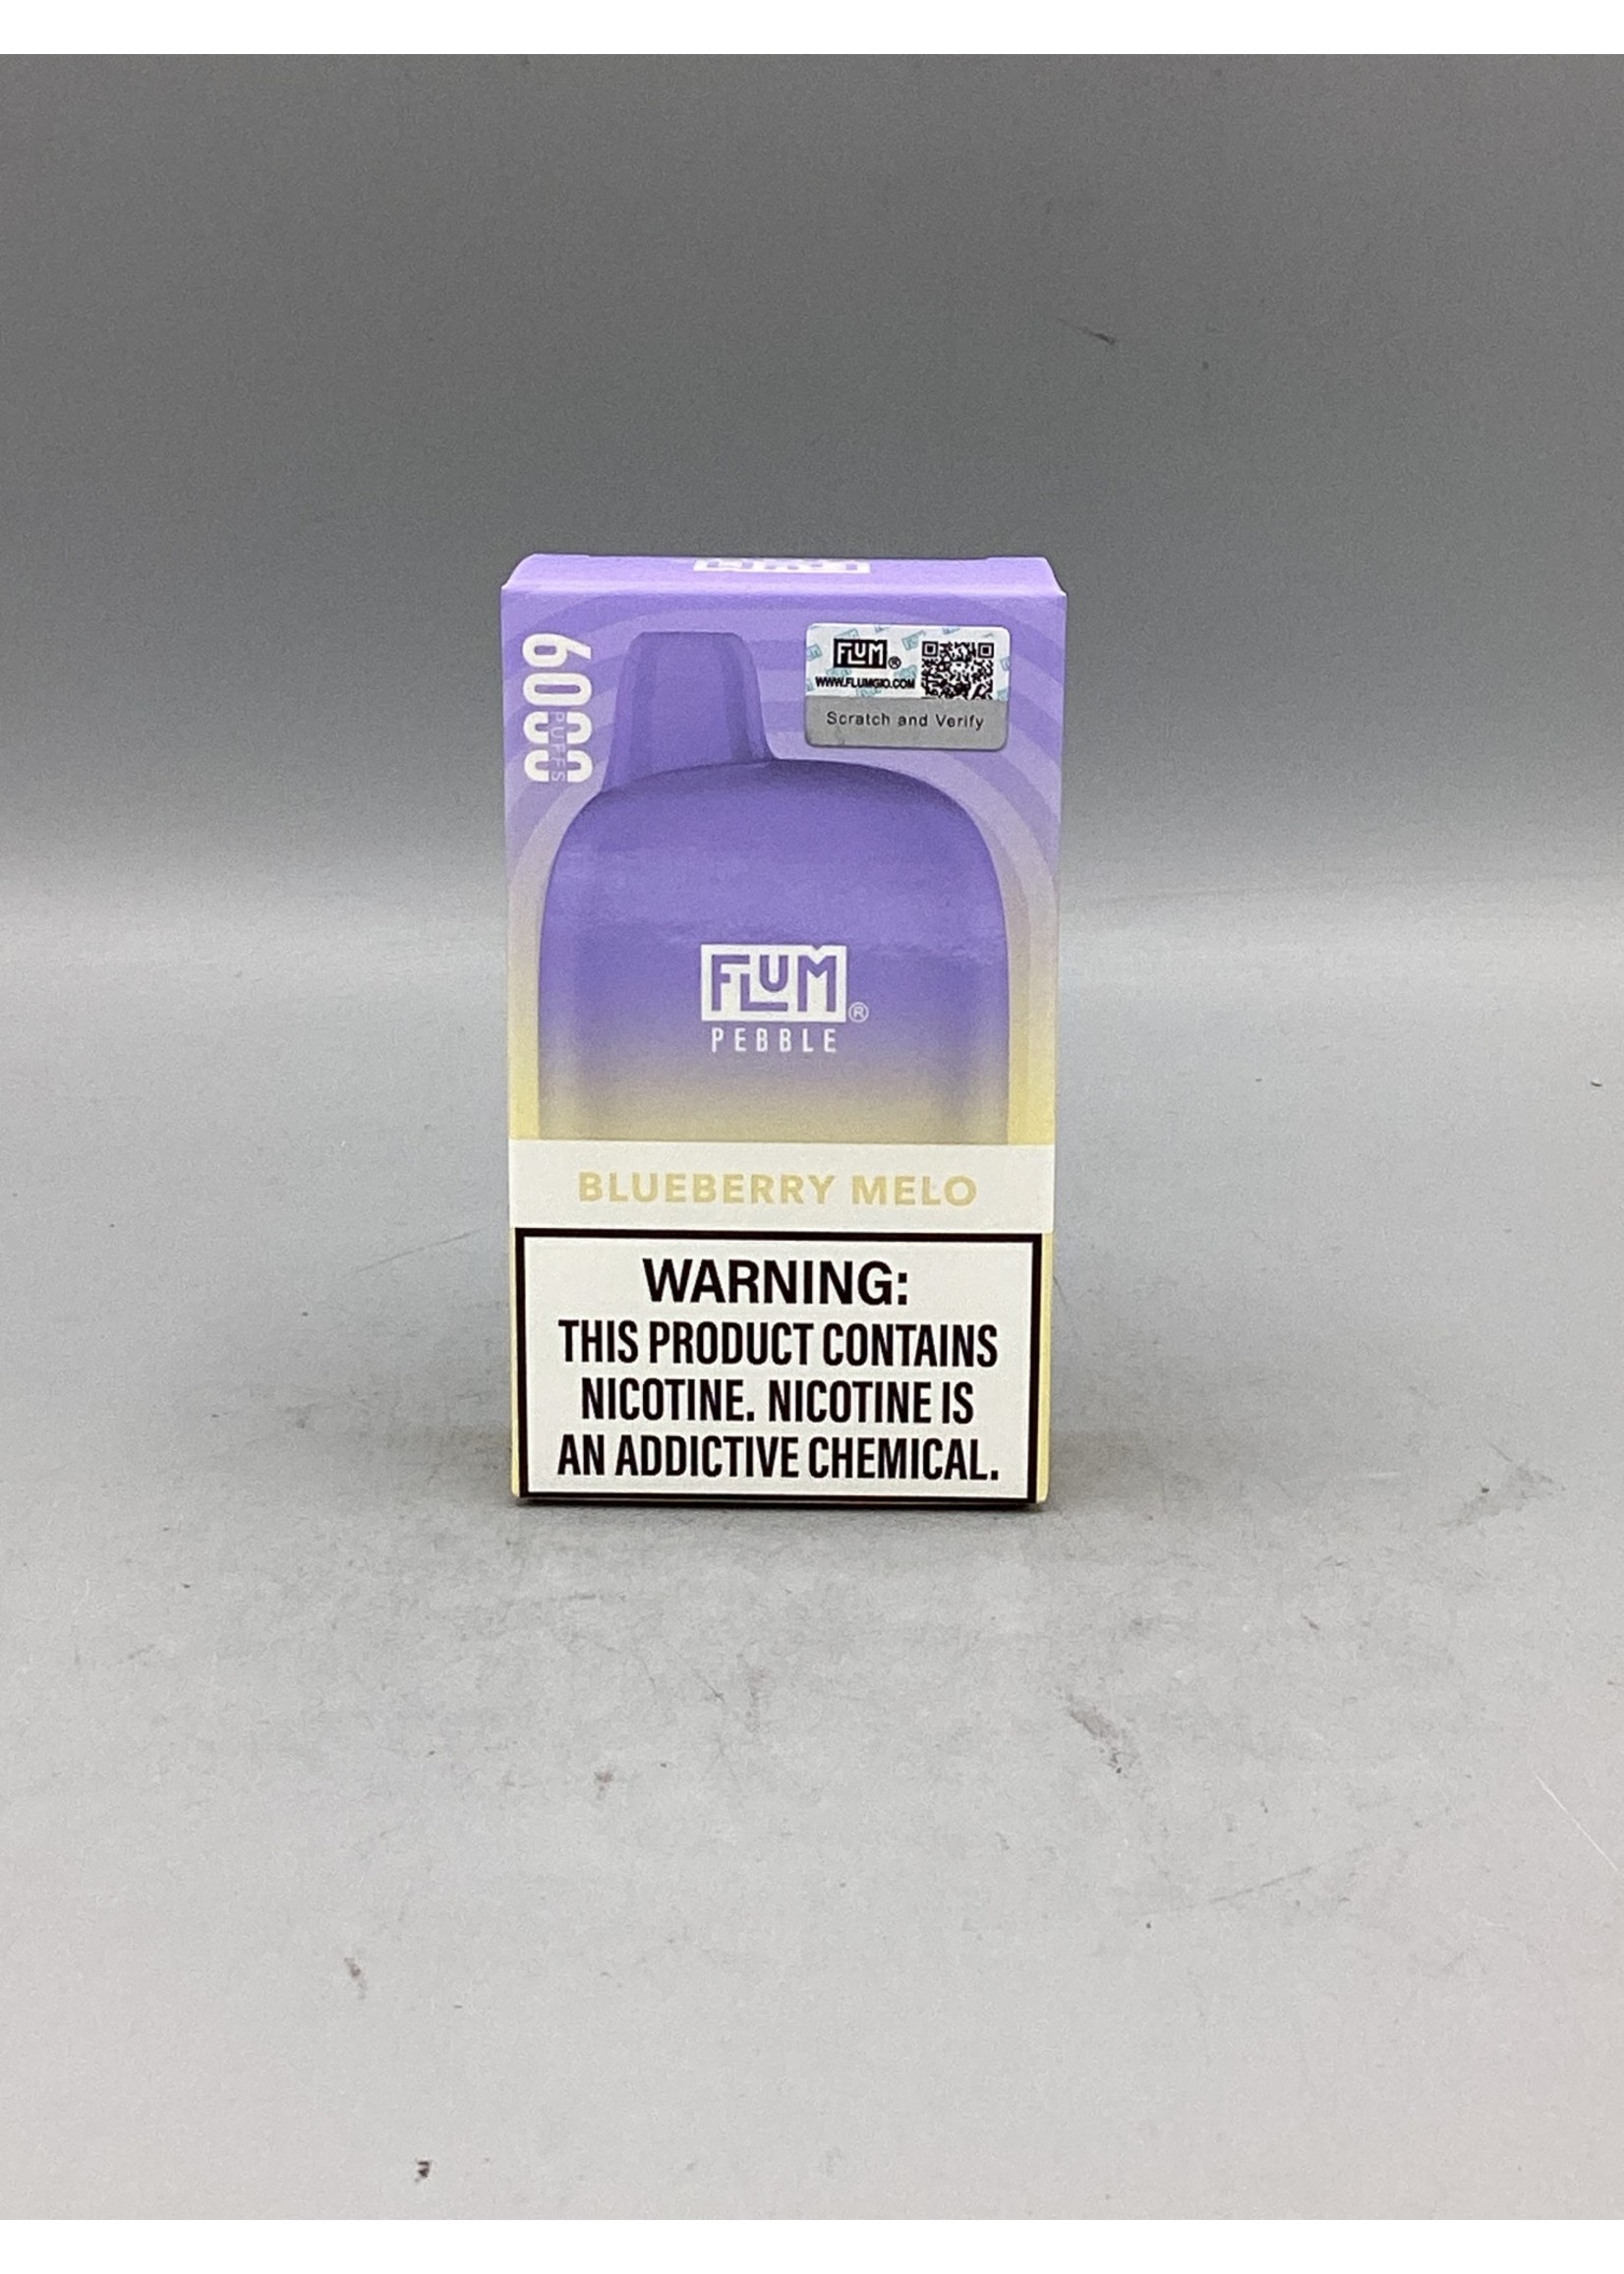 6000
PUFFS
FLUM®
WWW.FLUMGIO.COM
Scratch and Verify
FLUM®
PEBBLE
BLUEBERRY MELO
WARNING:
THIS PRODUCT CONTAINS
NICOTINE. NICOTINE IS
AN ADDICTIVE CHEMICAL.